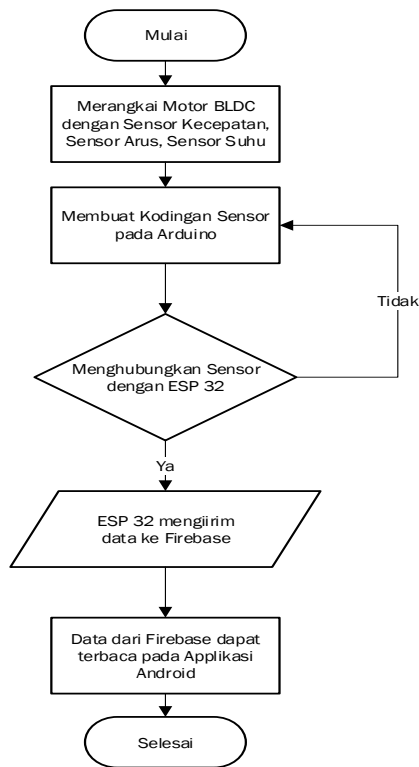 Mulai
Merangkai Motor BLDC
dengan Sensor Kecepatan,
Sensor Arus, Sensor Suhu
Membuat Kodingan Sensor
pada Arduino
Tidak
Menghubungkan Sensor
dengan ESP 32
Ya
ESP 32 mengiirim
data ke Firebase
Data dari Firebase dapat
terbaca pada Applikasi
Android
Selesai